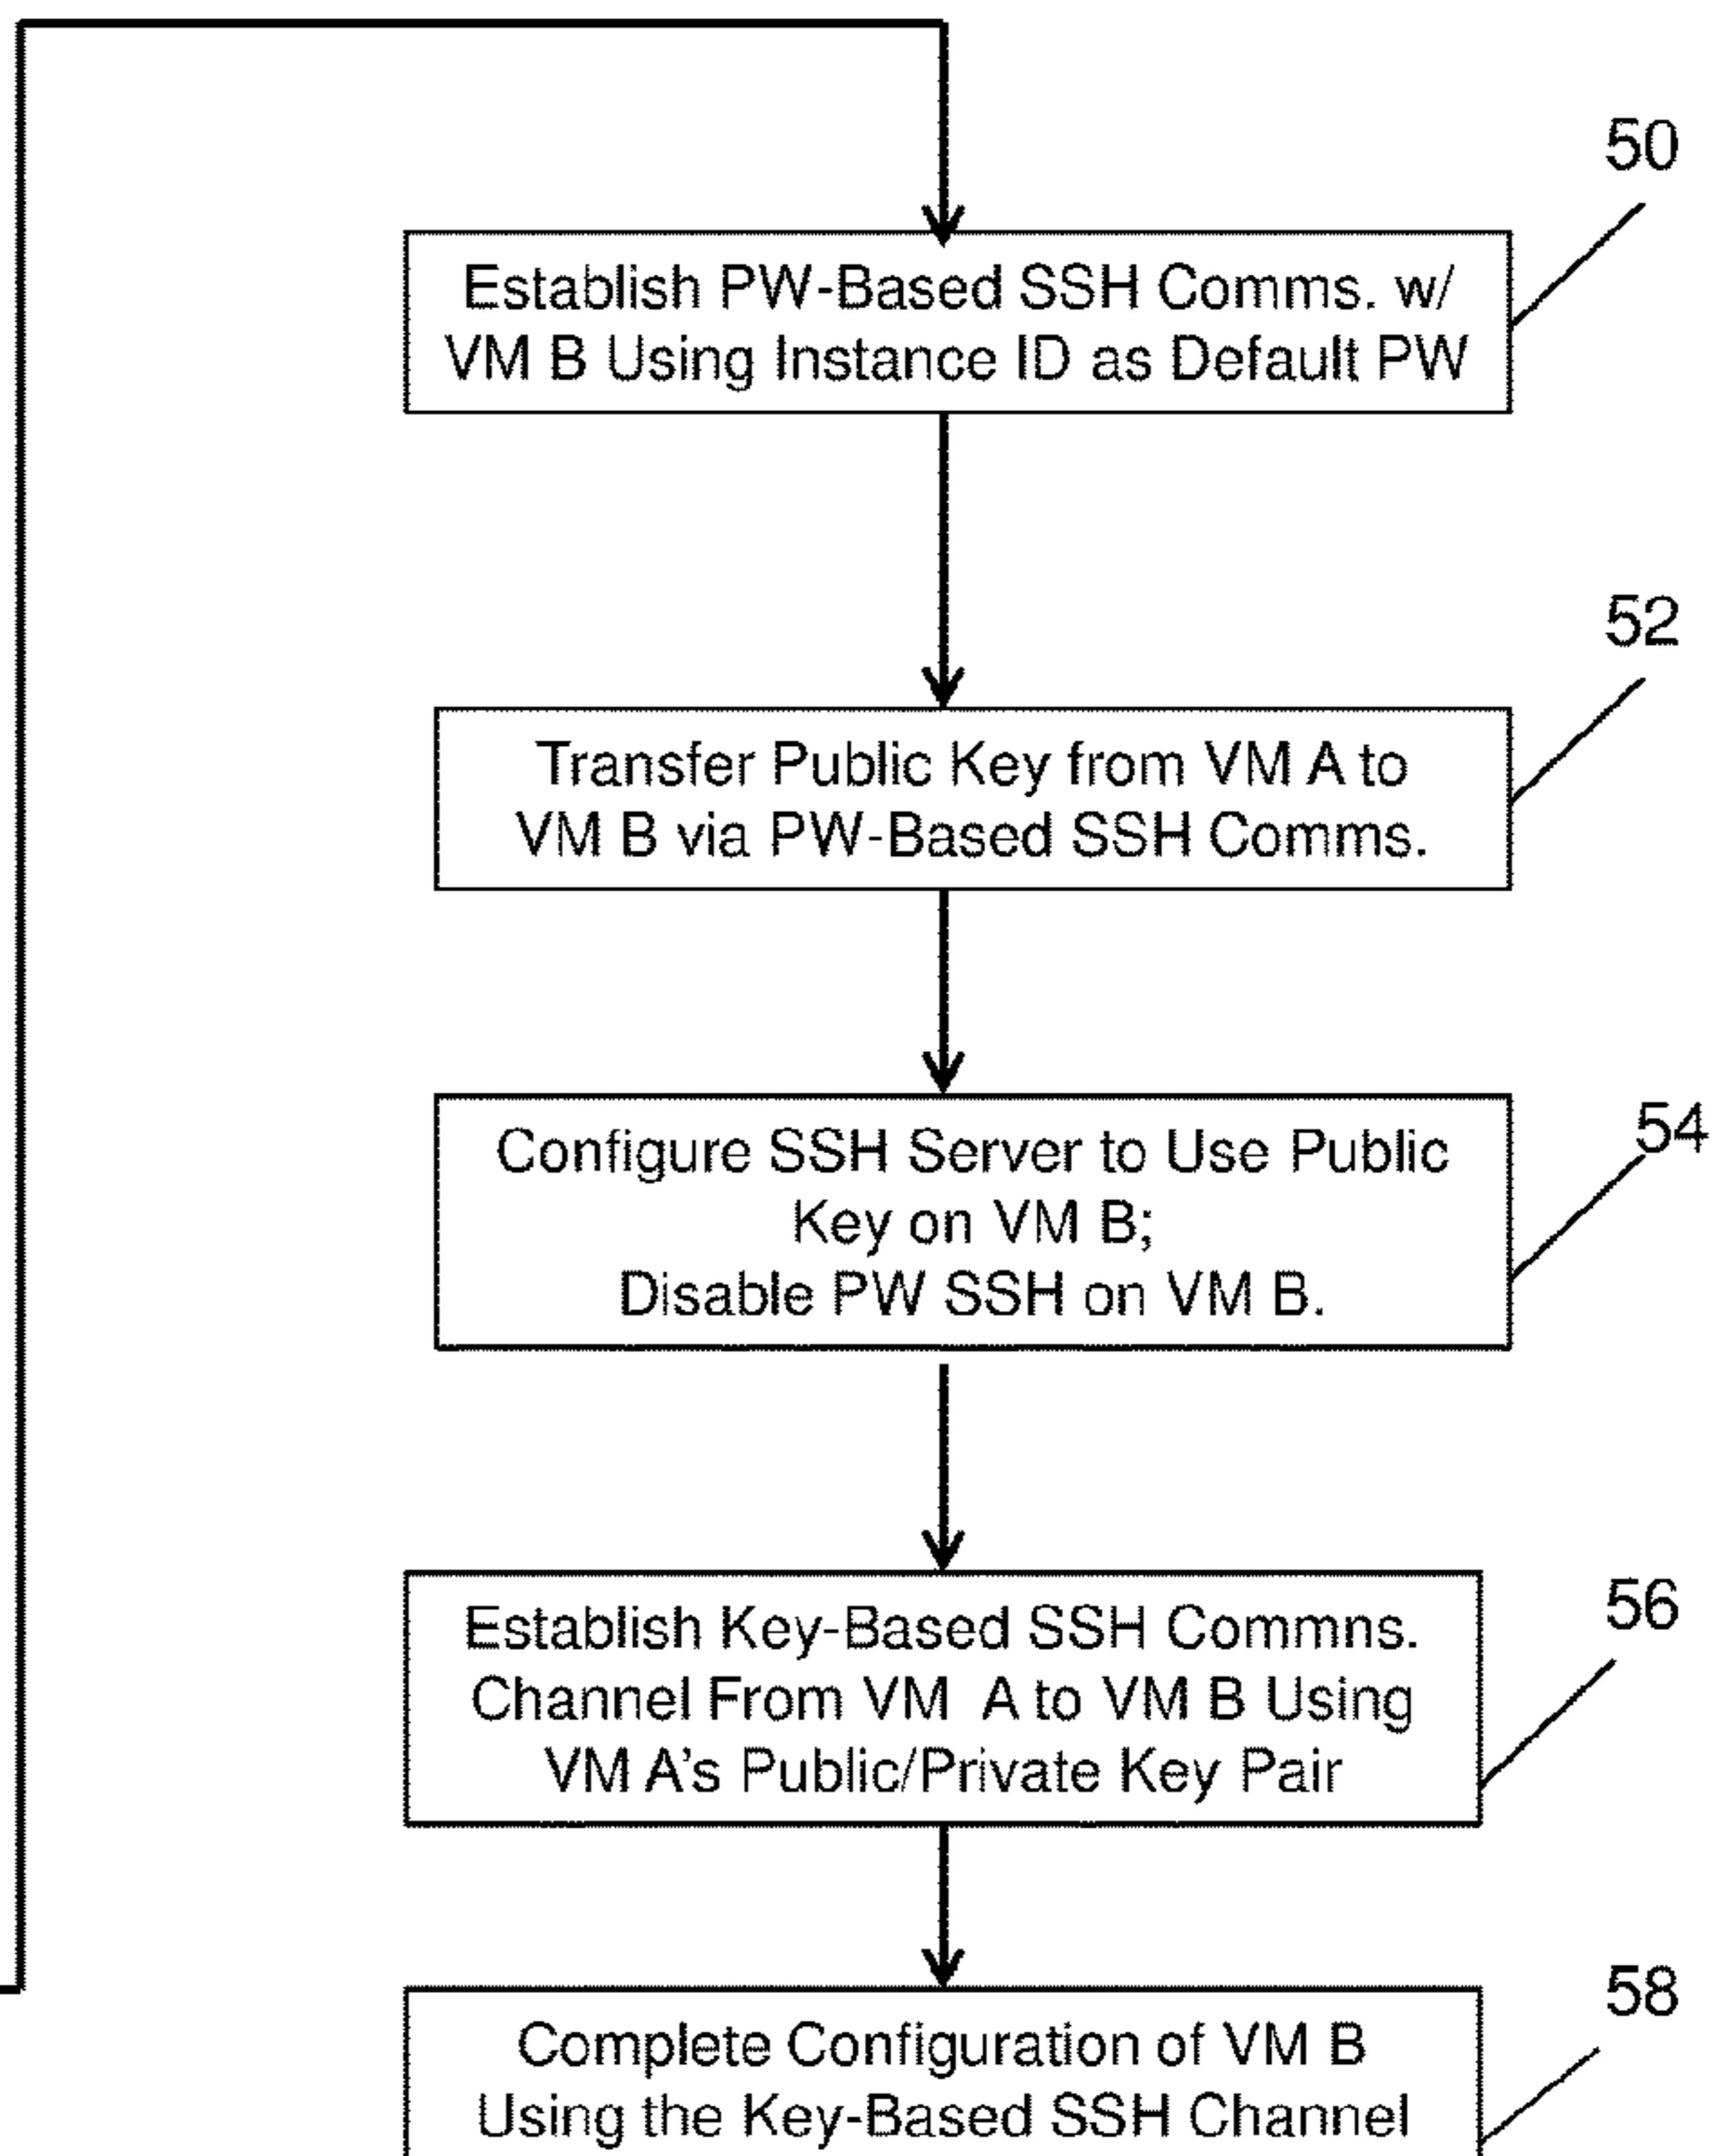 50
Establish PW-Based SSH Comms. w/
VM B Using Instance ID as Default PW
52
Transfer Public Key from VM A to
VM B via PW-Based SSH Comms.
54
Configure SSH Server to Use Public
Key on VM B;
Disable PW SSH on VM B.
56
Establish Key-Based SSH Commns.
Channel From VM A to VM B Using
VM A's Public/Private Key Pair
58
Complete Configuration of VM B
Using the Key-Based SSH Channel